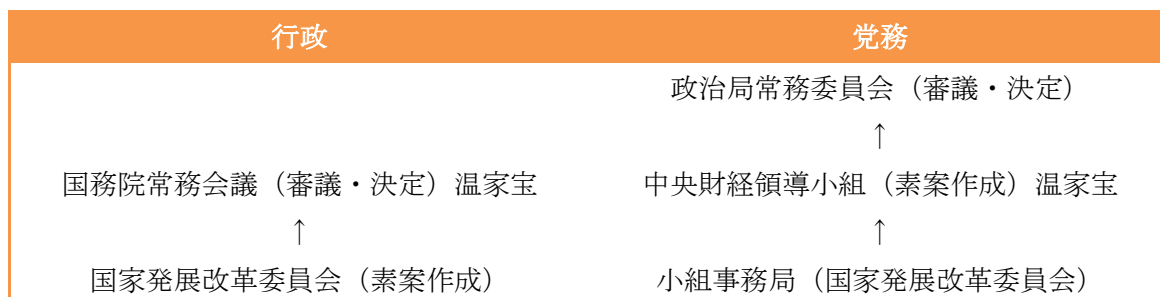 行政 党務
政治局常務委員会（審議・決定）
↑
国務院常務会議（審議・決定）温家宝 中央財経領導小組（素案作成）温家宝
↑ ↑
国家発展改革委員会（素案作成） 小組事務局（国家発展改革委員会）